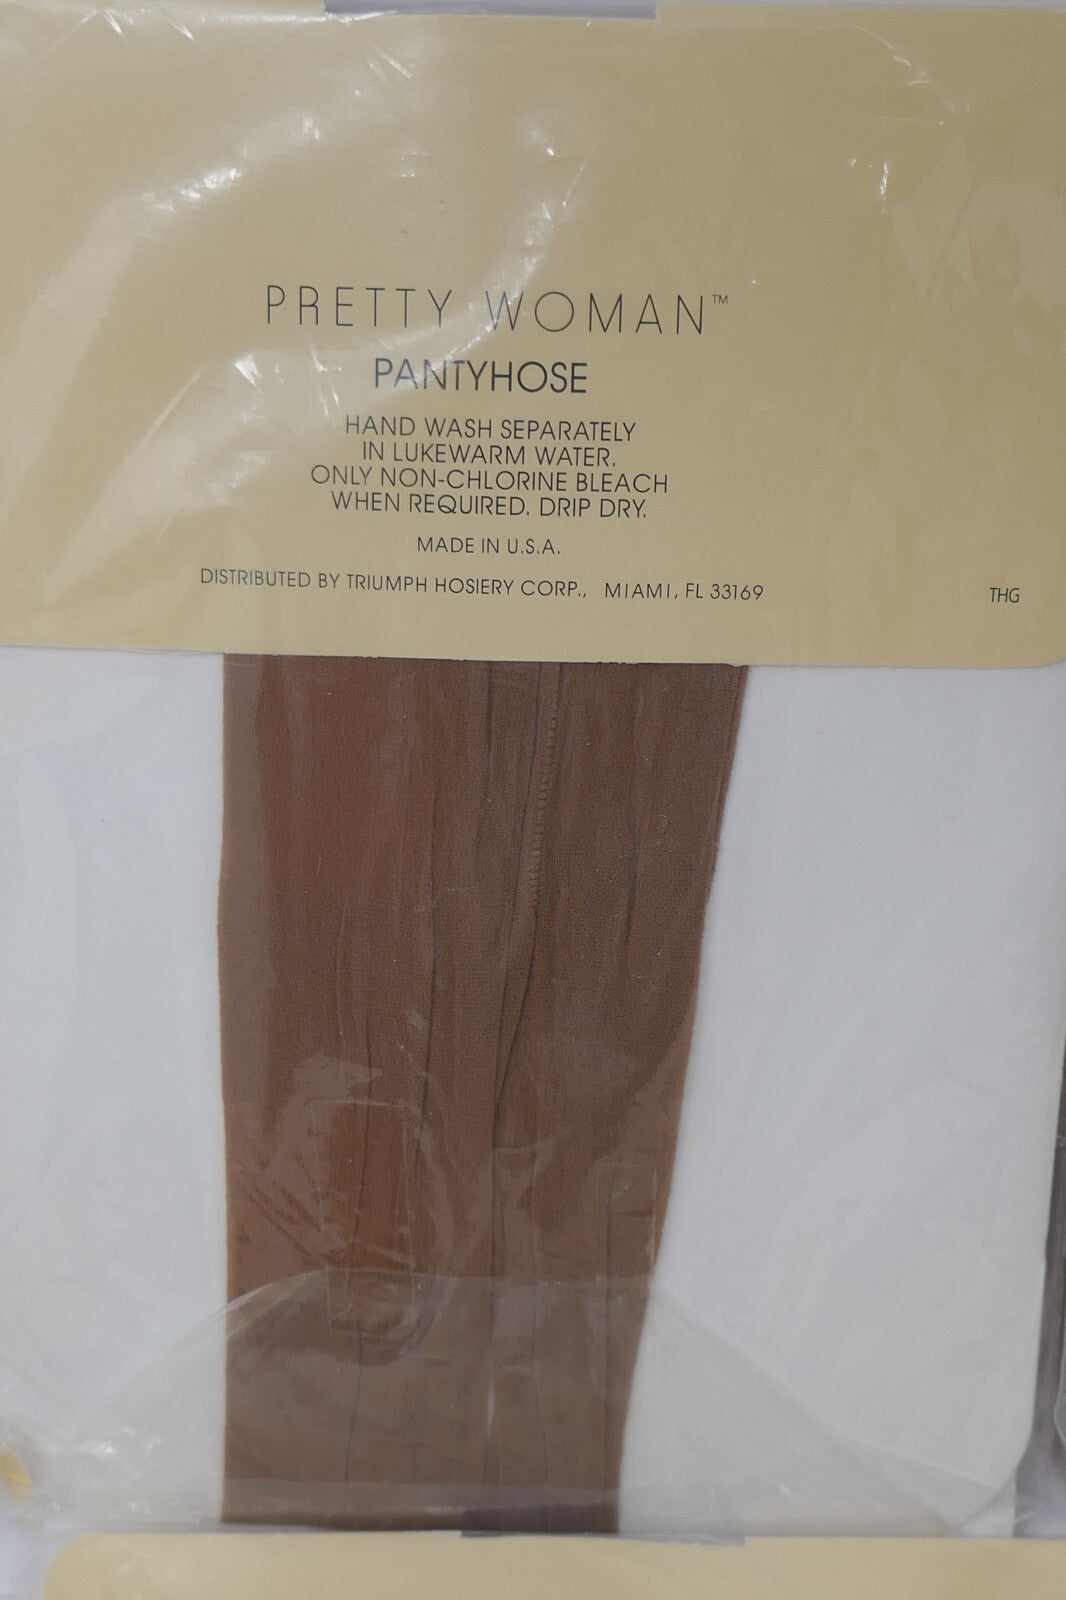 PRETTY WOMAN™
PANTYHOSE
HAND WASH SEPARATELY
IN LUKEWARM WATER.
ONLY NON-CHLORINE BLEACH
WHEN REQUIRED. DRIP DRY.
MADE IN U.S.A.
DISTRIBUTED BY TRIUMPH HOSIERY CORP., MIAMI, FL 33169
THG